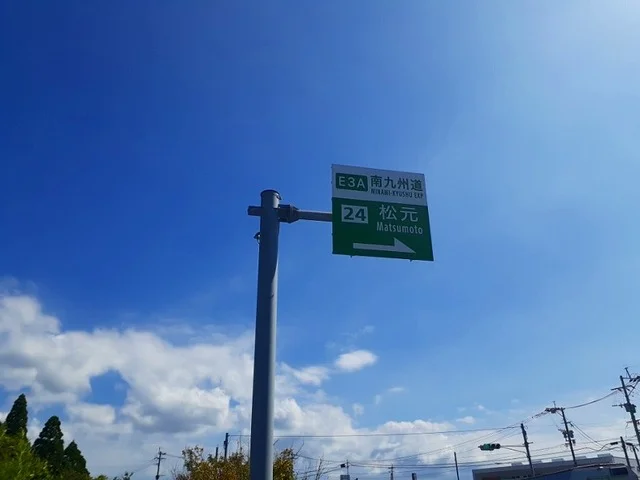 E3A 南九州道
MINAMI-KYUSHU EXP
24 松元
Matsumoto